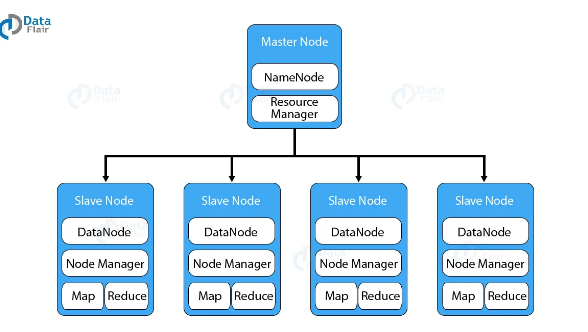 Data
Flair
Master Node
NameNode
Resource
Manager
Slave Node Slave Node Slave Node Slave Node
DataNode DataNode DataNode DataNode
Node Manager Node Manager Node Manager Node Manager
Map Reduce Map Reduce Map Reduce Map Reduce